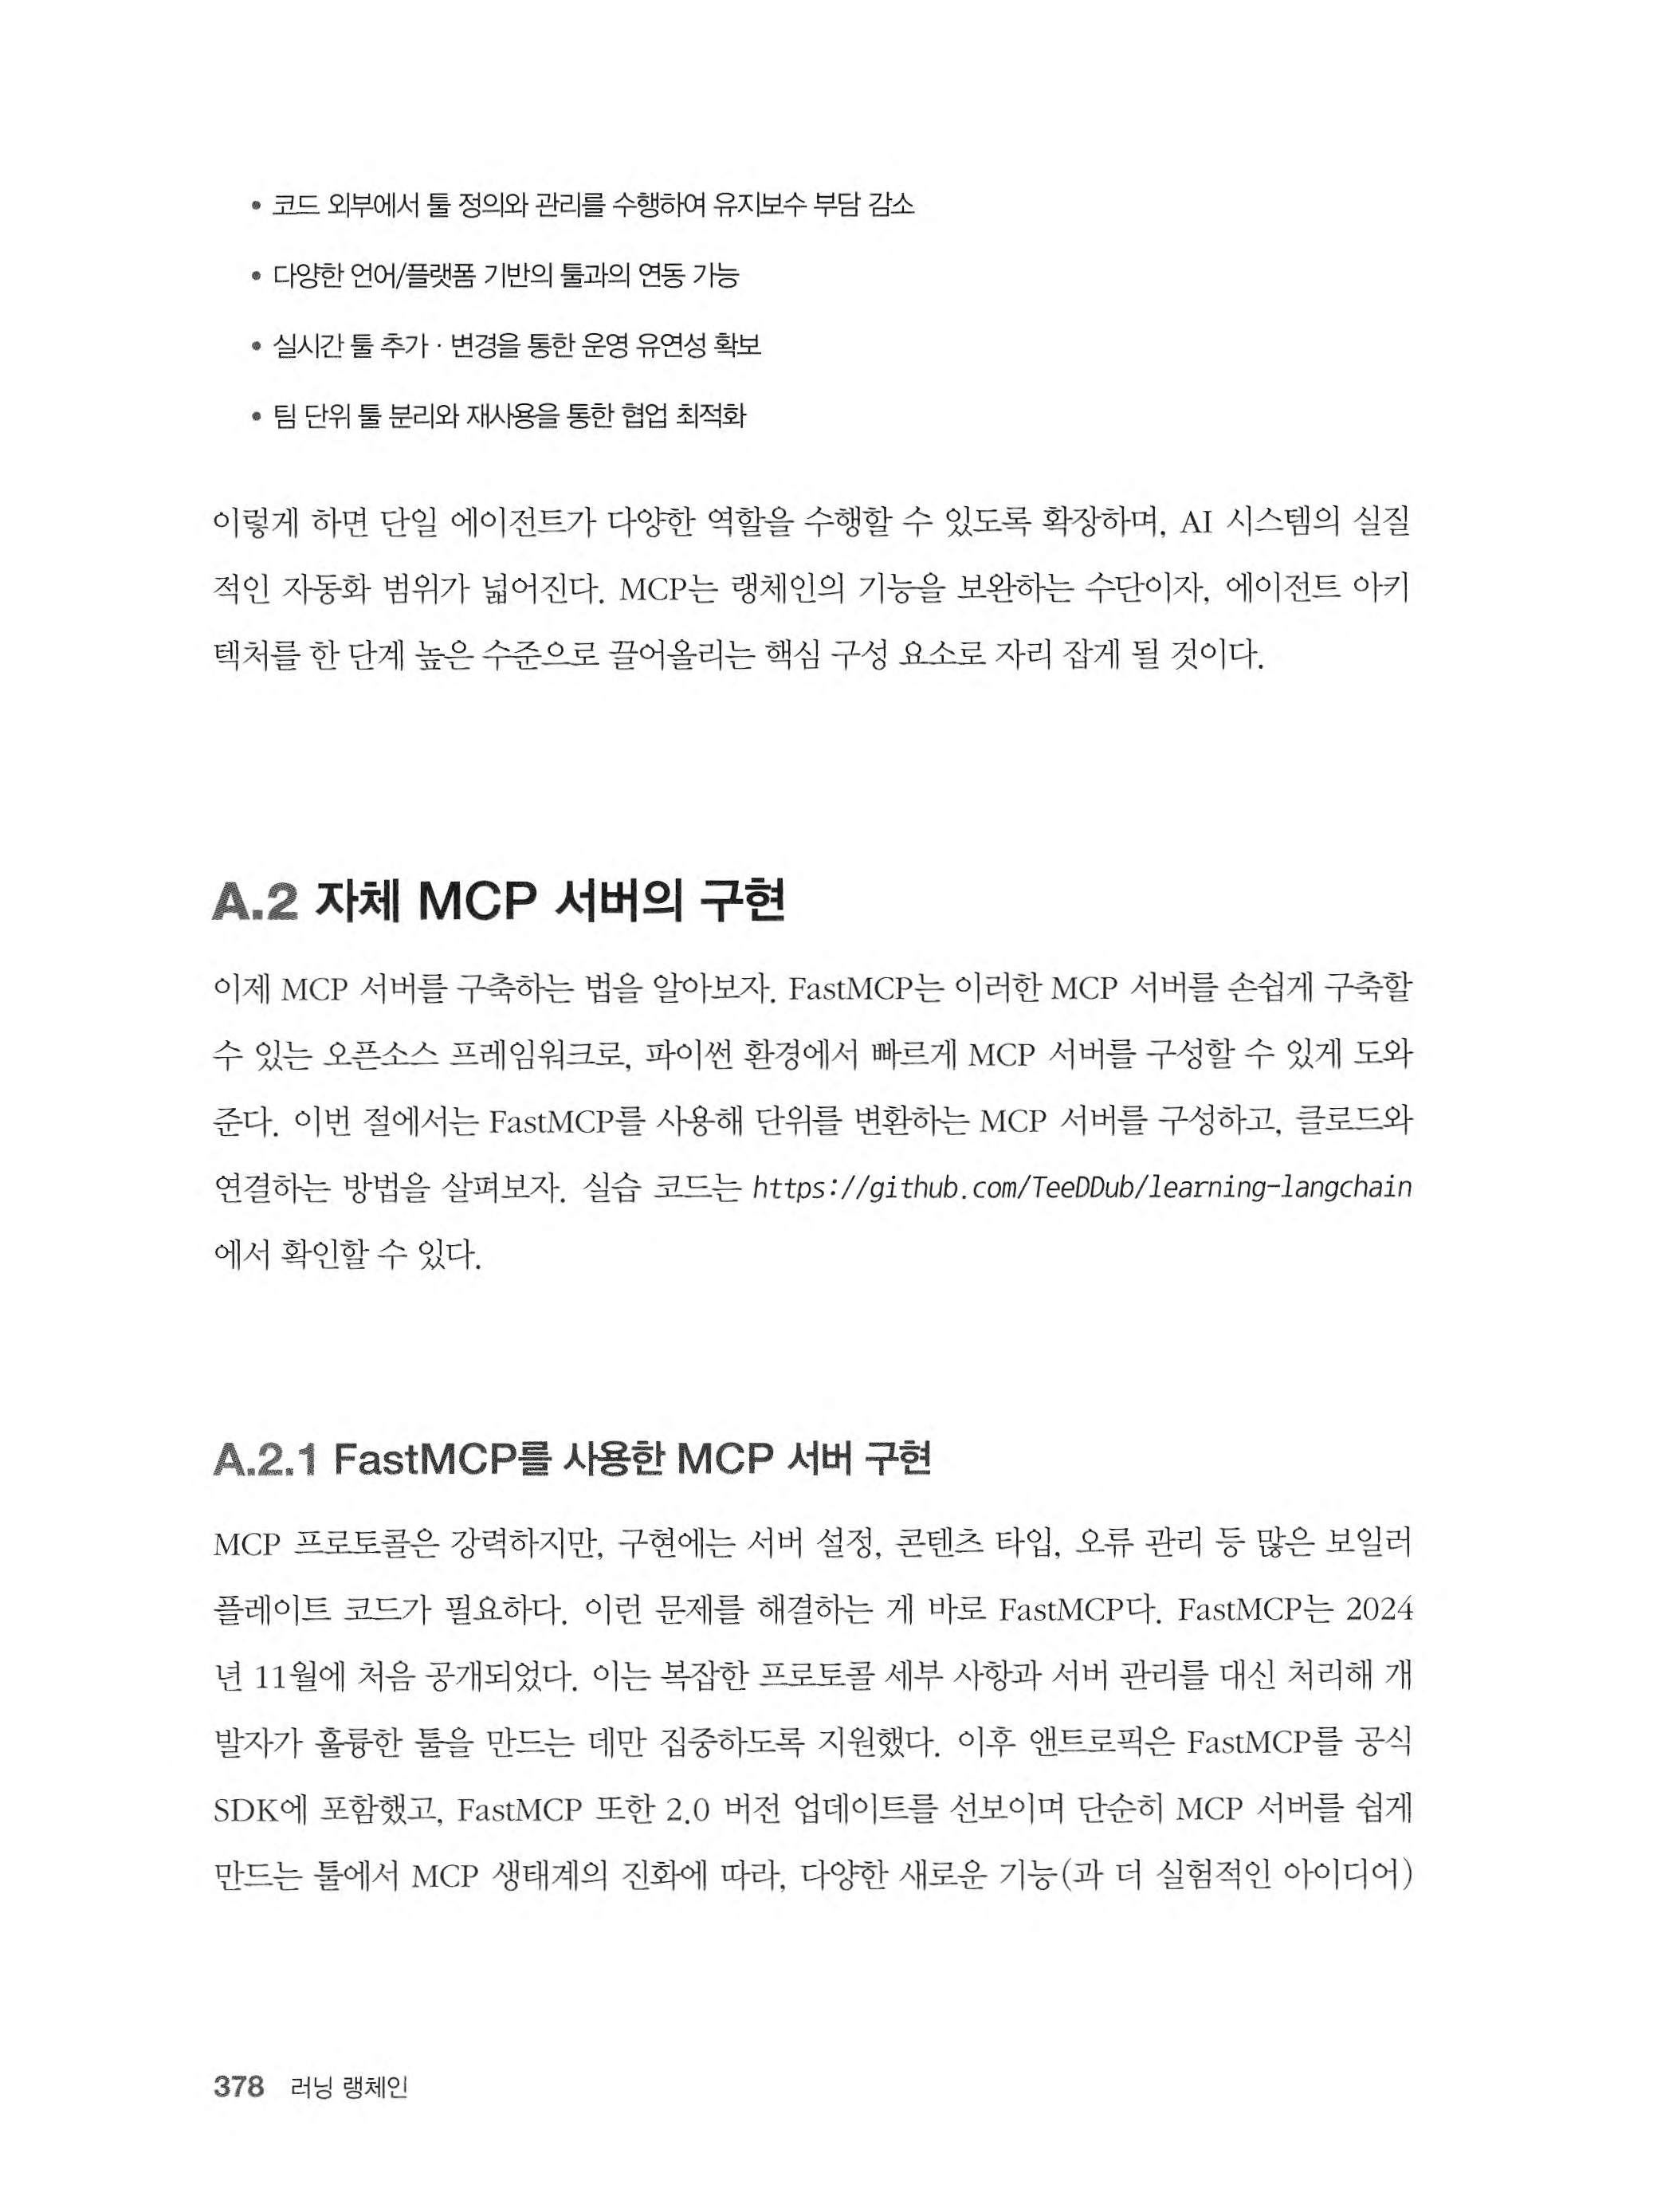 • 코드 외부에서 툴 정의와 관리를 수행하여 유지보수 부담 감소
• 다양한 언어/플랫폼 기반의 툴과의 연동 가능
• 실시간 툴 추가 · 변경을 통한 운영 유연성 확보
• 팀 단위 툴 분리와 재사용을 통한 협업 최적화
이렇게 하면 단일 에이전트가 다양한 역할을 수행할 수 있도록 확장하며, AI 시스템의 실질
적인 자동화 범위가 넓어진다. MCP는 랭체인의 기능을 보완하는 수단이자, 에이전트 아키
텍처를 한 단계 높은 수준으로 끌어올리는 핵심 구성 요소로 자리 잡게 될 것이다.
A.2 자체 MCP 서버의 구현
이제 MCP 서버를 구축하는 법을 알아보자. FastMCP는 이러한 MCP 서버를 손쉽게 구축할
수 있는 오픈소스 프레임워크로, 파이썬 환경에서 빠르게 MCP 서버를 구성할 수 있게 도와
준다. 이번 절에서는 FastMCP를 사용해 단위를 변환하는 MCP 서버를 구성하고, 클로드와
연결하는 방법을 살펴보자. 실습 코드는 https://github.com/TeeDDub/learning-langchain
에서 확인할 수 있다.
A.2.1 FastMCP를 사용한 MCP 서버 구현
MCP 프로토콜은 강력하지만, 구현에는 서버 설정, 콘텐츠 타입, 오류 관리 등 많은 보일러
플레이트 코드가 필요하다. 이런 문제를 해결하는 게 바로 FastMCP다. FastMCP는 2024
년 11월에 처음 공개되었다. 이는 복잡한 프로토콜 세부 사항과 서버 관리를 대신 처리해 개
발자가 훌륭한 툴을 만드는 데만 집중하도록 지원했다. 이후 앤트로픽은 FastMCP를 공식
SDK에 포함했고, FastMCP 또한 2.0 버전 업데이트를 선보이며 단순히 MCP 서버를 쉽게
만드는 툴에서 MCP 생태계의 진화에 따라, 다양한 새로운 기능(과 더 실험적인 아이디어)
378 러닝 랭체인